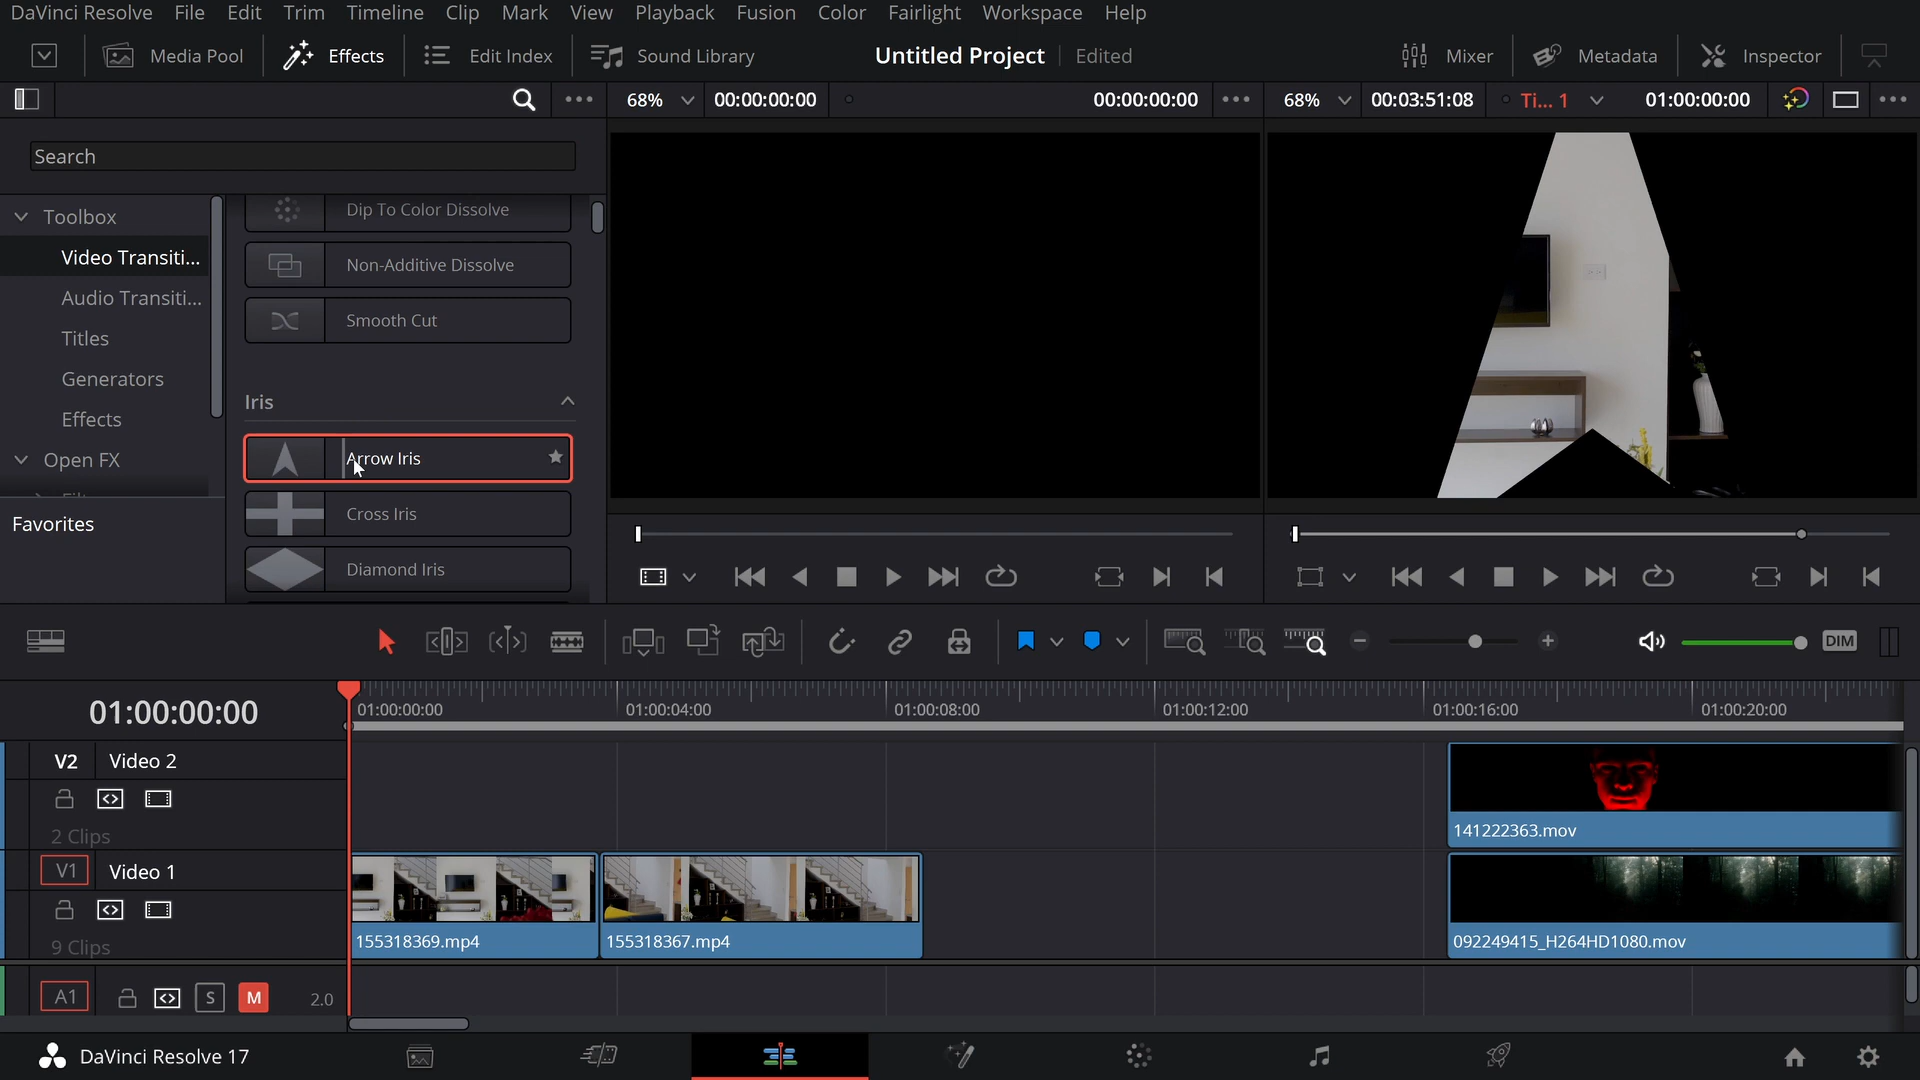 DaVinci Resolve File Edit Trim Timeline Clip Mark View Playback Fusion Color Fairlight Workspace Help
Media Pool Effects Edit Index Sound Library Untitled Project Edited Mixer Metadata Inspector
68% 00:00:00:00 00:00:00:00 68% 00:03:51:08 Ti... 1 01:00:00:00
Search
Toolbox
Video Transiti...
Audio Transiti...
Titles
Generators
Effects
Open FX
Favorites
Dip To Color Dissolve
Non-Additive Dissolve
Smooth Cut
Iris
Arrow Iris
Cross Iris
Diamond Iris
DIM
01:00:00:00
01:00:00:00 01:00:04:00 01:00:08:00 01:00:12:00 01:00:16:00 01:00:20:00
V2 Video 2
2 Clips
141222363.mov
V1 Video 1
9 Clips
155318369.mp4 155318367.mp4 092249415_H264HD1080.mov
A1 S M 2.0
DaVinci Resolve 17